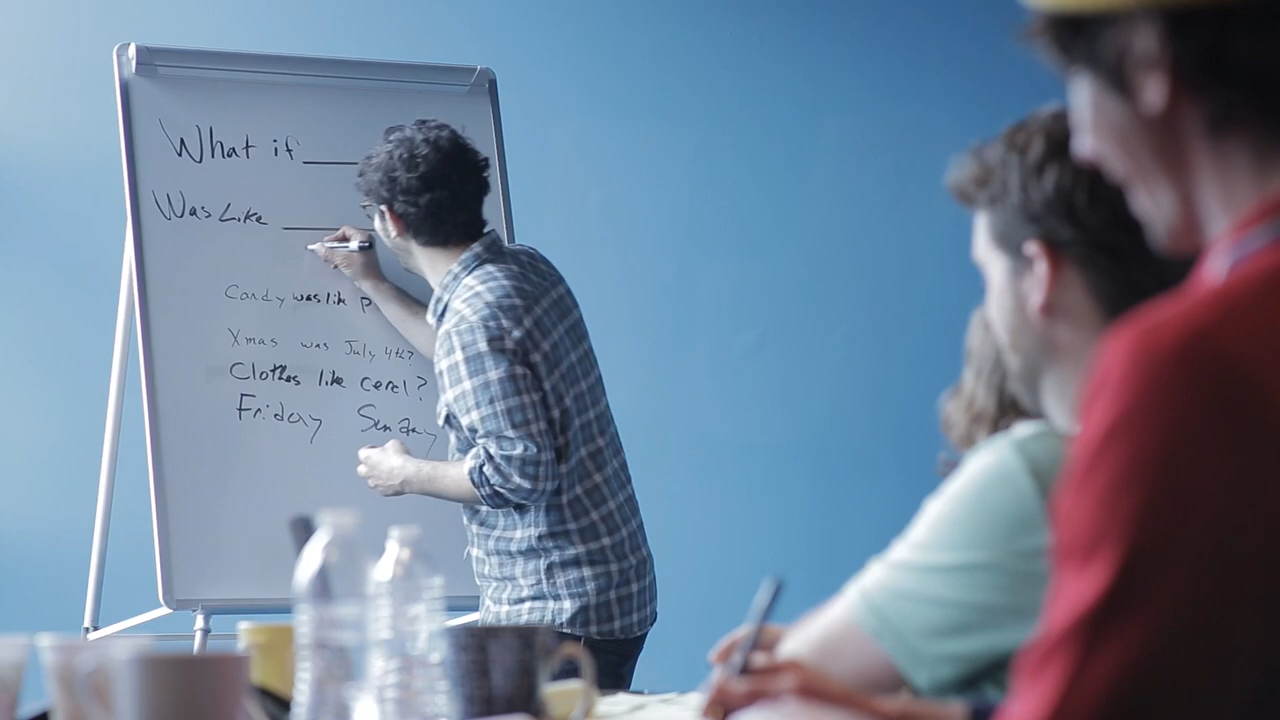 What if
Was Like
Candy was like p
Xmas was July 4th?
Clothes like cerel?
Friday Sunday